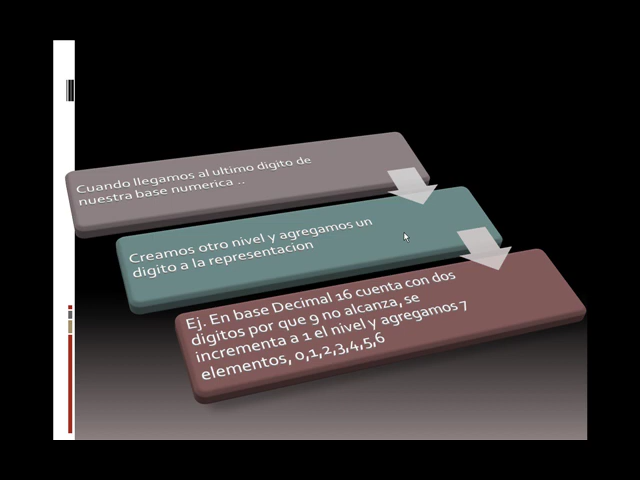 Cuando llegamos al ultimo digito de
nuestra base numerica ..
Creamos otro nivel y agregamos un
digito a la representacion
Ej. En base Decimal 16 cuenta con dos
digitos por que 9 no alcanza, se
incrementa a 1 el nivel y agregamos 7
elementos, 0,1,2,3,4,5,6